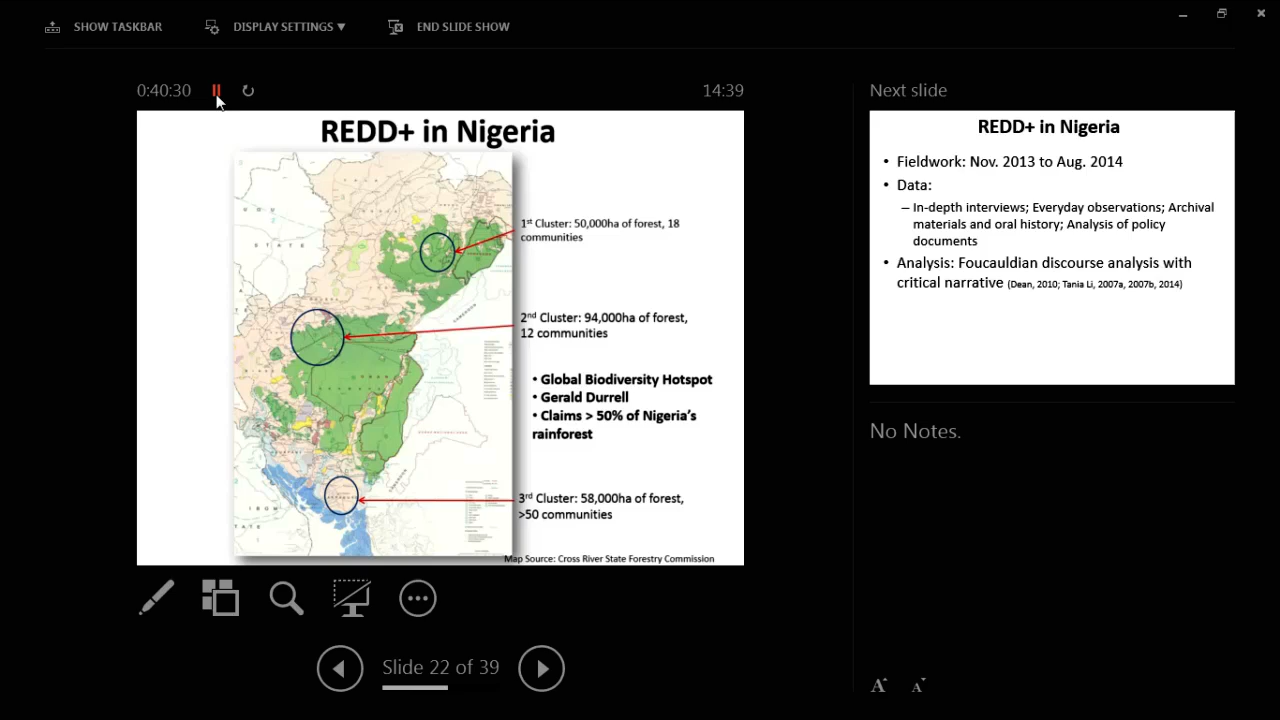 SHOW TASKBAR
DISPLAY SETTINGS ▼
END SLIDE SHOW
0:40:30
14:39
REDD+ in Nigeria
1st Cluster: 50,000ha of forest, 18
communities
2nd Cluster: 94,000ha of forest,
12 communities
• Global Biodiversity Hotspot
• Gerald Durrell
• Claims > 50% of Nigeria's
rainforest
3rd Cluster: 58,000ha of forest,
>50 communities
Map Source: Cross River State Forestry Commission
STATE
Slide 22 of 39
Next slide
REDD+ in Nigeria
• Fieldwork: Nov. 2013 to Aug. 2014
• Data:
– In-depth interviews; Everyday observations; Archival
materials and oral history; Analysis of policy
documents
• Analysis: Foucauldian discourse analysis with
critical narrative (Dean, 2010; Tania Li, 2007a, 2007b, 2014)
No Notes.
A A